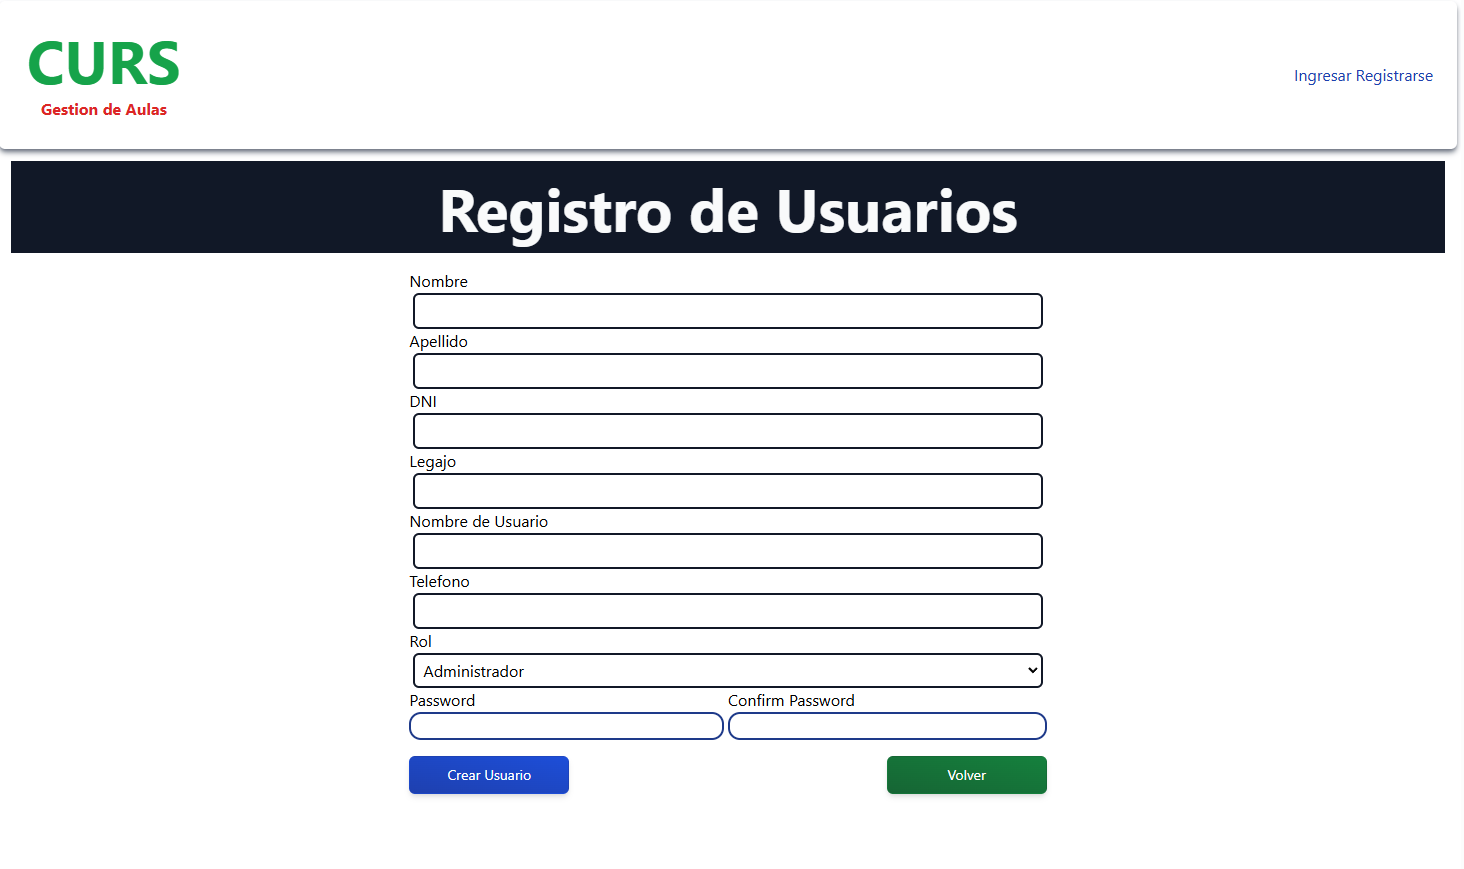 CURS
Gestion de Aulas
Ingresar Registrarse
Registro de Usuarios
Nombre
Apellido
DNI
Legajo
Nombre de Usuario
Telefono
Rol
Administrador
Password Confirm Password
Crear Usuario Volver